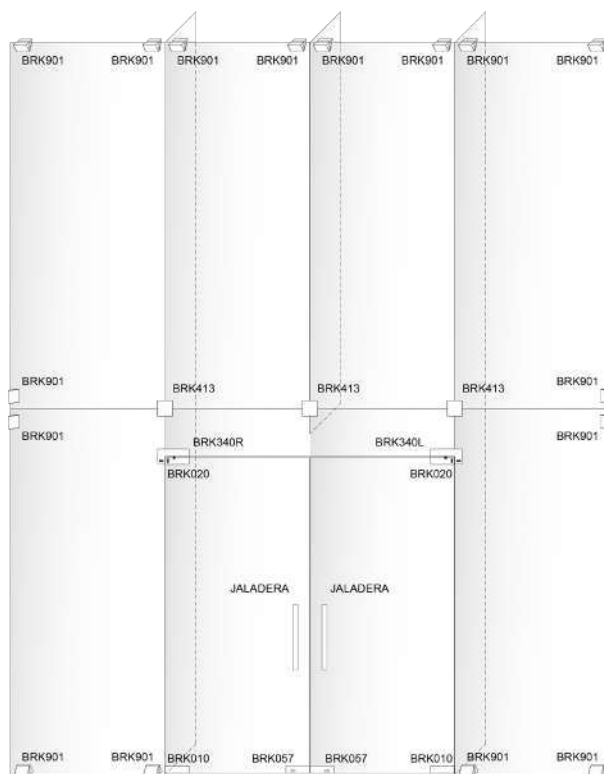 BRK901 BRK901 BRK901 BRK901 BRK901 BRK901 BRK901 BRK901
BRK901 BRK901
BRK413 BRK413 BRK413
BRK901 BRK901
BRK340R BRK340L
BRK020 BRK020
JALADERA JALADERA
BRK901 BRK901 BRK010 BRK057 BRK057 BRK010 BRK901 BRK901